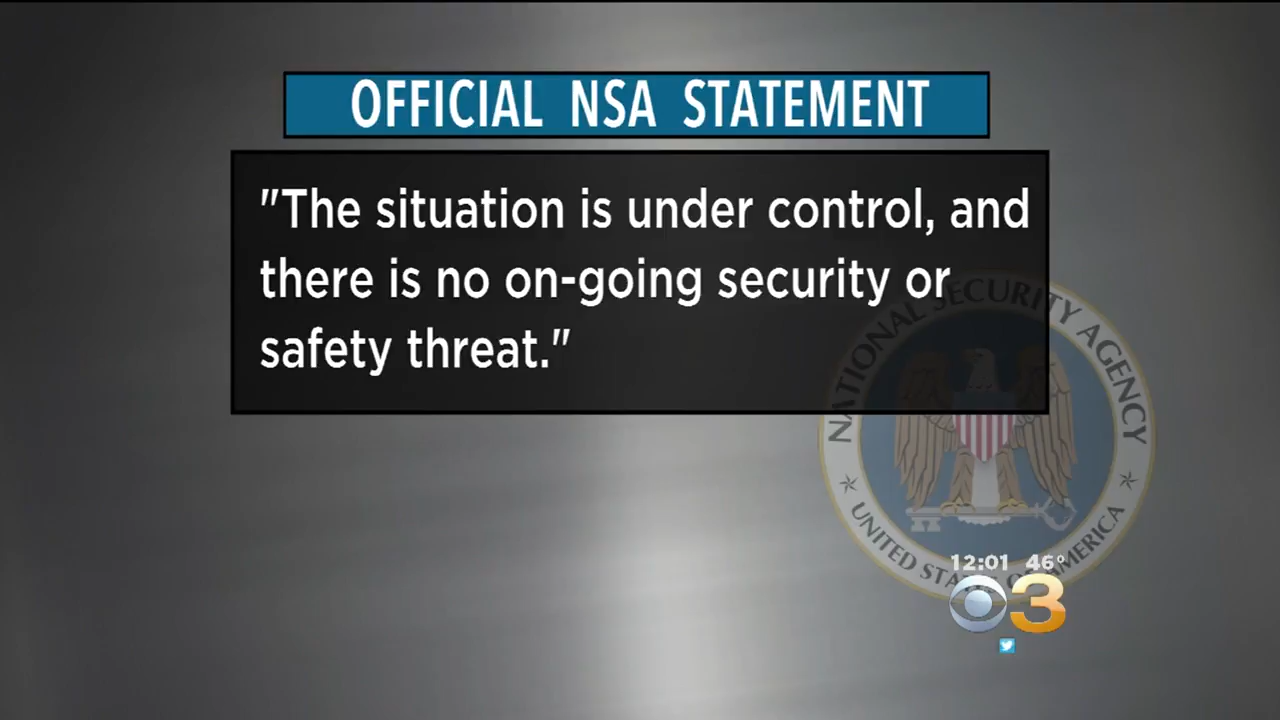 OFFICIAL NSA STATEMENT
"The situation is under control, and
there is no on-going security or
safety threat."
NATIONAL SECURITY AGENCY
UNITED STATES OF AMERICA
12:01 46°
3